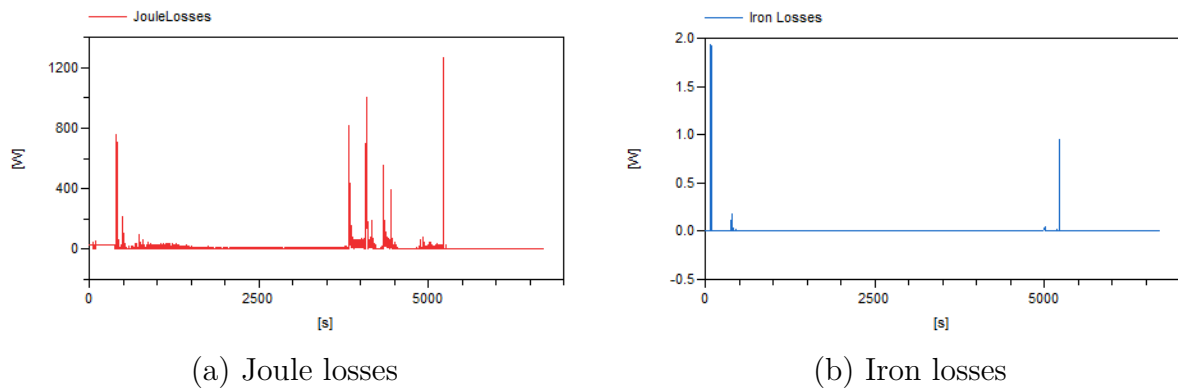 JouleLosses
1200
800
400
0
[W]
0
2500
5000
[s]
(a) Joule losses
Iron Losses
2.0
1.5
1.0
0.5
0.0
-0.5
[W]
0
2500
5000
[s]
(b) Iron losses